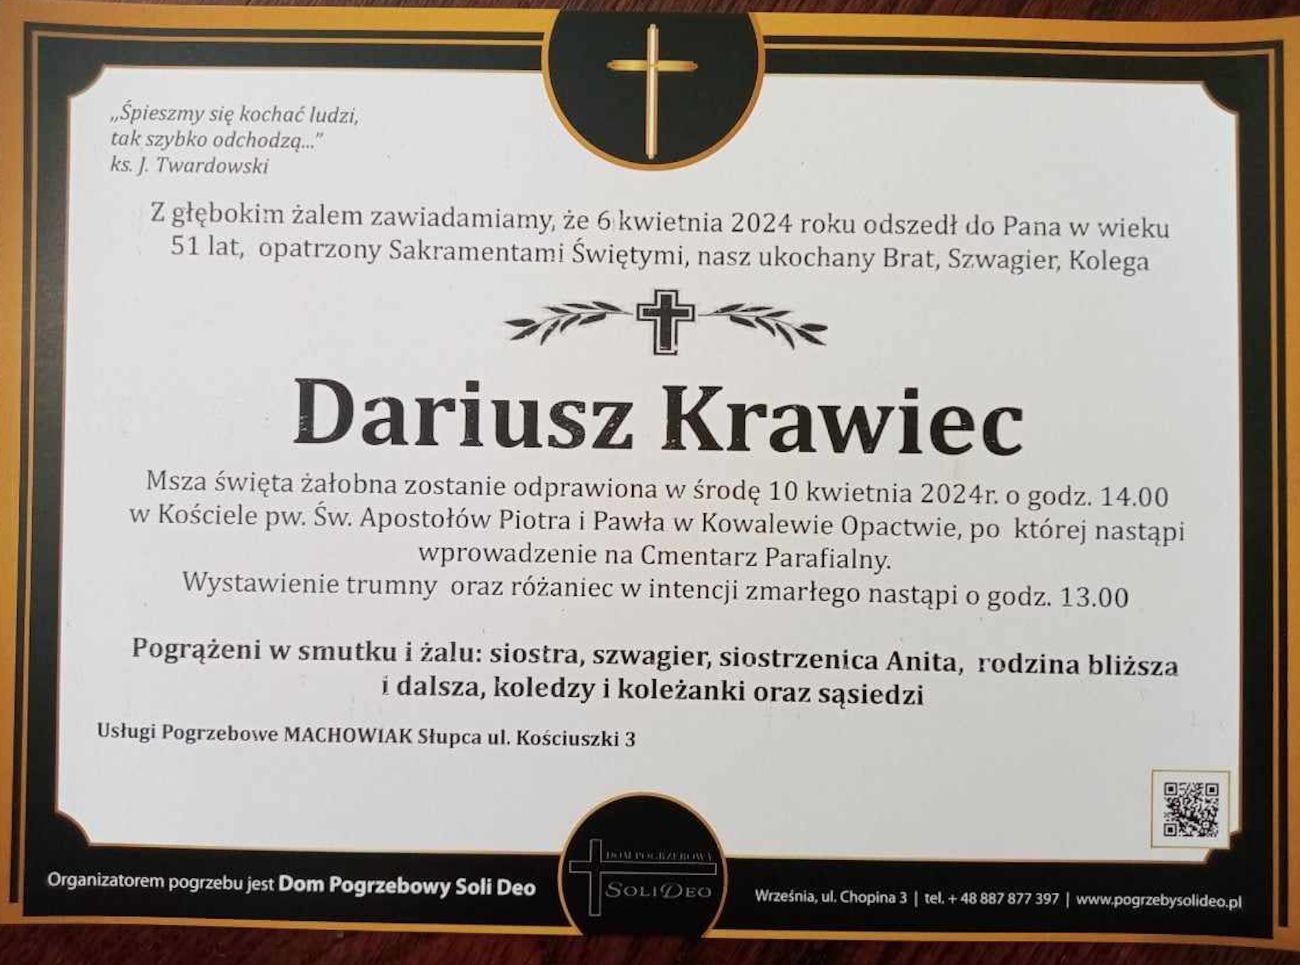 „Śpieszmy się kochać ludzi,
tak szybko odchodzą...”
ks. J. Twardowski
Z głębokim żalem zawiadamiamy, że 6 kwietnia 2024 roku odszedł do Pana w wieku
51 lat, opatrzony Sakramentami Świętymi, nasz ukochany Brat, Szwagier, Kolega
Dariusz Krawiec
Msza święta żałobna zostanie odprawiona w środę 10 kwietnia 2024r. o godz. 14.00
w Kościele pw. Św. Apostołów Piotra i Pawła w Kowalewie Opactwie, po której nastąpi
wprowadzenie na Cmentarz Parafialny.
Wystawienie trumny oraz różaniec w intencji zmarłego nastąpi o godz. 13.00
Pogrążeni w smutku i żalu: siostra, szwagier, siostrzenica Anita, rodzina bliższa
i dalsza, koledzy i koleżanki oraz sąsiedzi
Usługi Pogrzebowe MACHOWIAK Słupca ul. Kościuszki 3
Organizatorem pogrzebu jest Dom Pogrzebowy Soli Deo
DOM POGRZEBOWY
SOLI DEO
Września, ul. Chopina 3 | tel. + 48 887 877 397 | www.pogrzebysolideo.pl